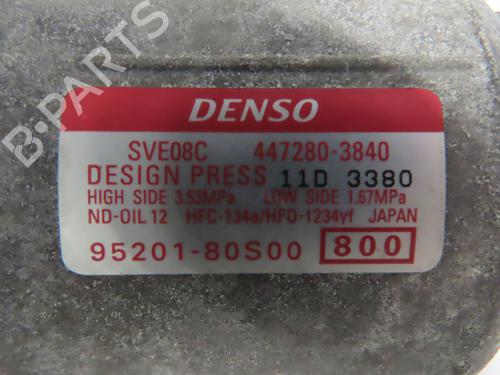 B-PARTS
DENSO
SVE08C 447280-3840
DESIGN PRESS 11D 3380
HIGH SIDE 3.53MPa LOW SIDE 1.67MPa
ND-OIL 12 HFC-134a/HFO-1234yf JAPAN
95201-80S00 800